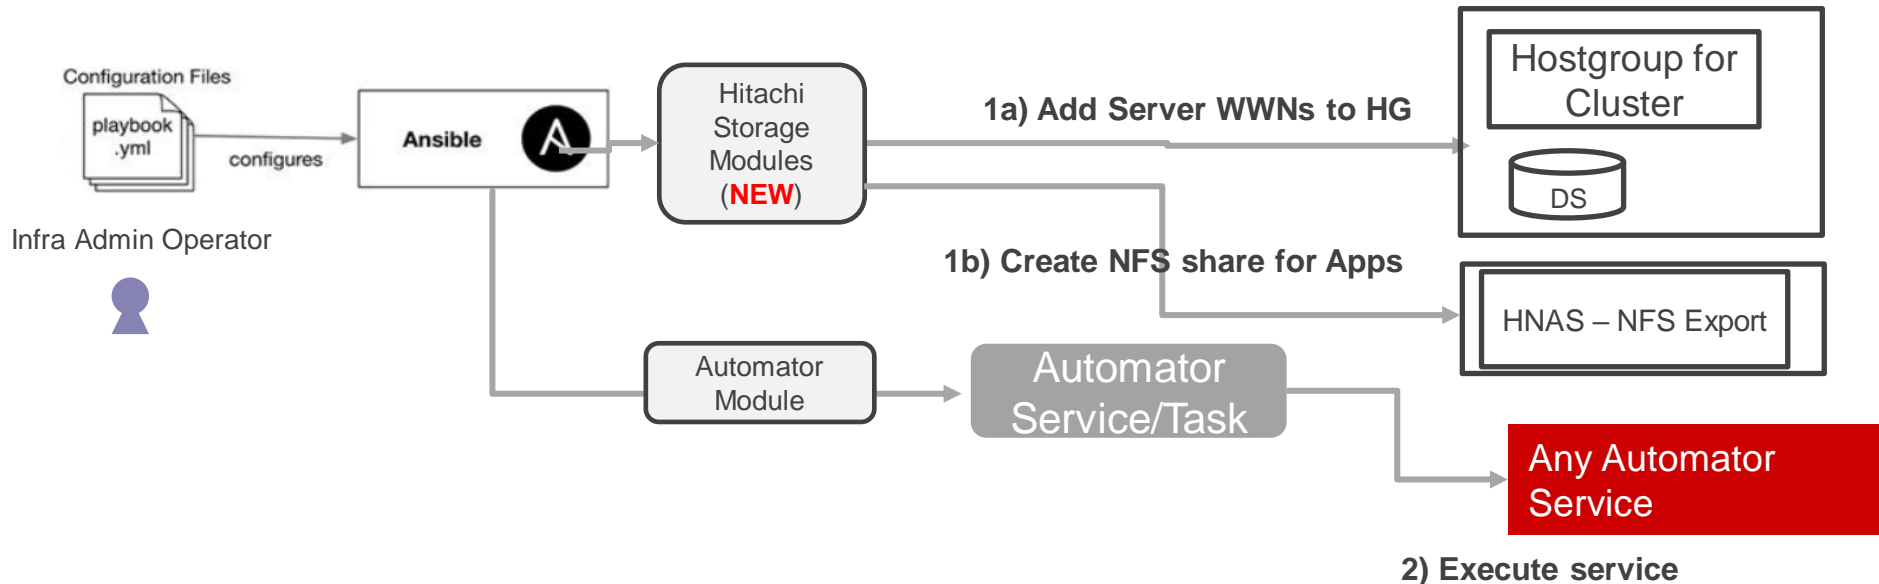 Configuration Files
playbook
.yml
configures
Infra Admin Operator
Ansible
Hitachi
Storage
Modules
(NEW)
1a) Add Server WWNs to HG
Hostgroup for
Cluster
DS
1b) Create NFS share for Apps
HNAS – NFS Export
Automator
Module
Automator
Service/Task
Any Automator
Service
2) Execute service